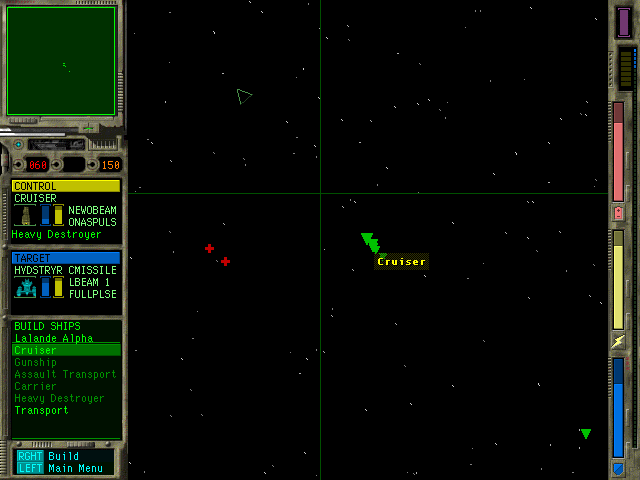 060 150
CONTROL
CRUISER
NEWOBEAM
ONASPULS
Heavy Destroyer
TARGET
HYDSTRYR CMISSILE
LBEAM 1
FULLPLSE
BUILD SHIPS
Lalande Alpha
Cruiser
Gunship
Assault Transport
Carrier
Heavy Destroyer
Transport
RGHT Build
LEFT Main Menu
Cruiser